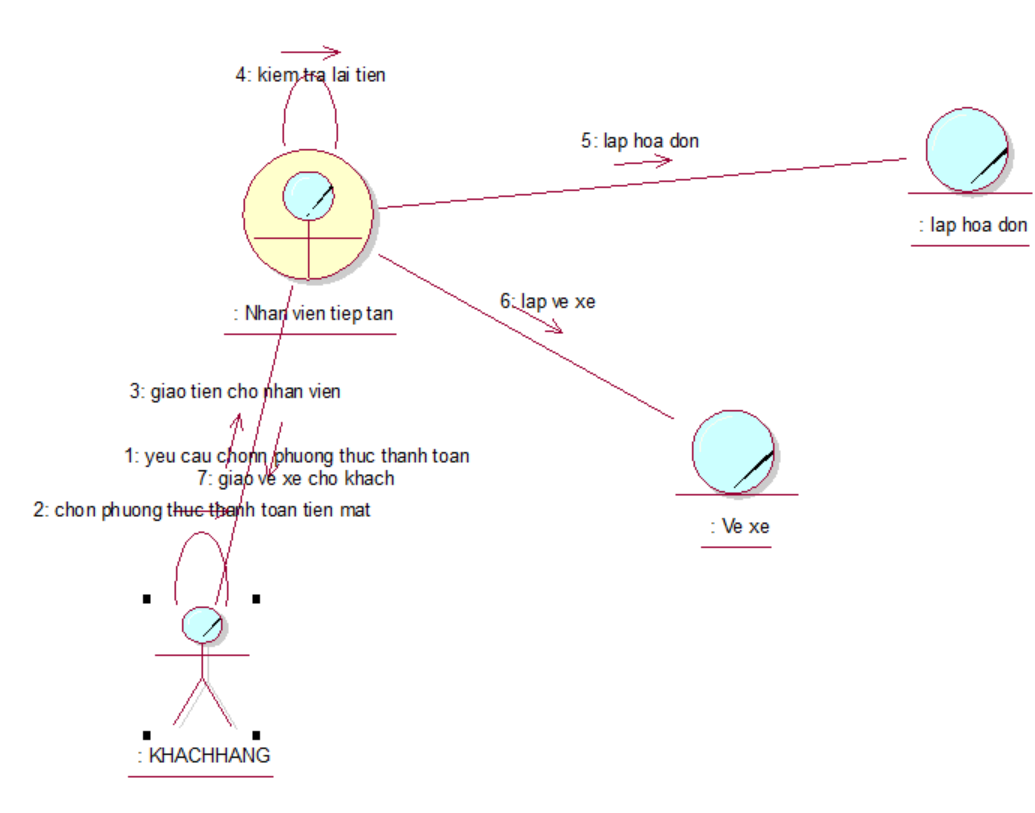 4: kiem tra lai tien
5: lap hoa don
: lap hoa don
6: lap ve xe
: Nhan vien tiep tan
3: giao tien cho nhan vien
1: yeu cau chonn phuong thuc thanh toan
7: giao ve xe cho khach
2: chon phuong thuc thanh toan tien mat
: Ve xe
: KHACHHANG